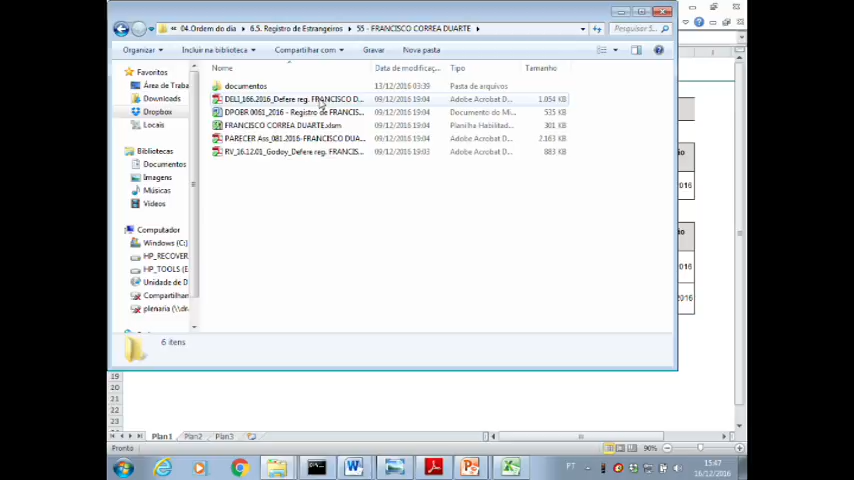 04.Ordem do dia ▸ 6.5. Registro de Estrangeiros ▸ 55 - FRANCISCO CORREA DUARTE ▸
Pesquisar 5...
Organizar Incluir na biblioteca Compartilhar com Gravar Nova pasta
Favoritos
Área de Traba
Downloads
Dropbox
Locais
Bibliotecas
Documentos
Imagens
Músicas
Vídeos
Computador
Windows (C:)
HP_RECOVER
HP_TOOLS (E
Unidade de D
Compartilhan
plenaria (\\dra
Nome Data de modificaç... Tipo Tamanho
documentos 13/12/2016 03:39 Pasta de arquivos
DELI_166.2016_Defere reg. FRANCISCO D... 09/12/2016 19:04 Adobe Acrobat D... 1.054 KB
DPOBR 0061_2016 - Registro de FRANCIS... 09/12/2016 19:04 Documento do Mi... 535 KB
FRANCISCO CORREA DUARTE.xlsm 09/12/2016 19:04 Planilha Habilitad... 301 KB
PARECER Ass_081.2016-FRANCISCO DUA... 09/12/2016 19:04 Adobe Acrobat D... 2.163 KB
RV_16.12.01_Godoy_Defere reg. FRANCIS... 09/12/2016 19:03 Adobe Acrobat D... 883 KB
6 itens
ão
2016
ão
2016
2016
19
20
21
22
23
Plan1 Plan2 Plan3
Pronto 90%
PT 15:47
16/12/2016